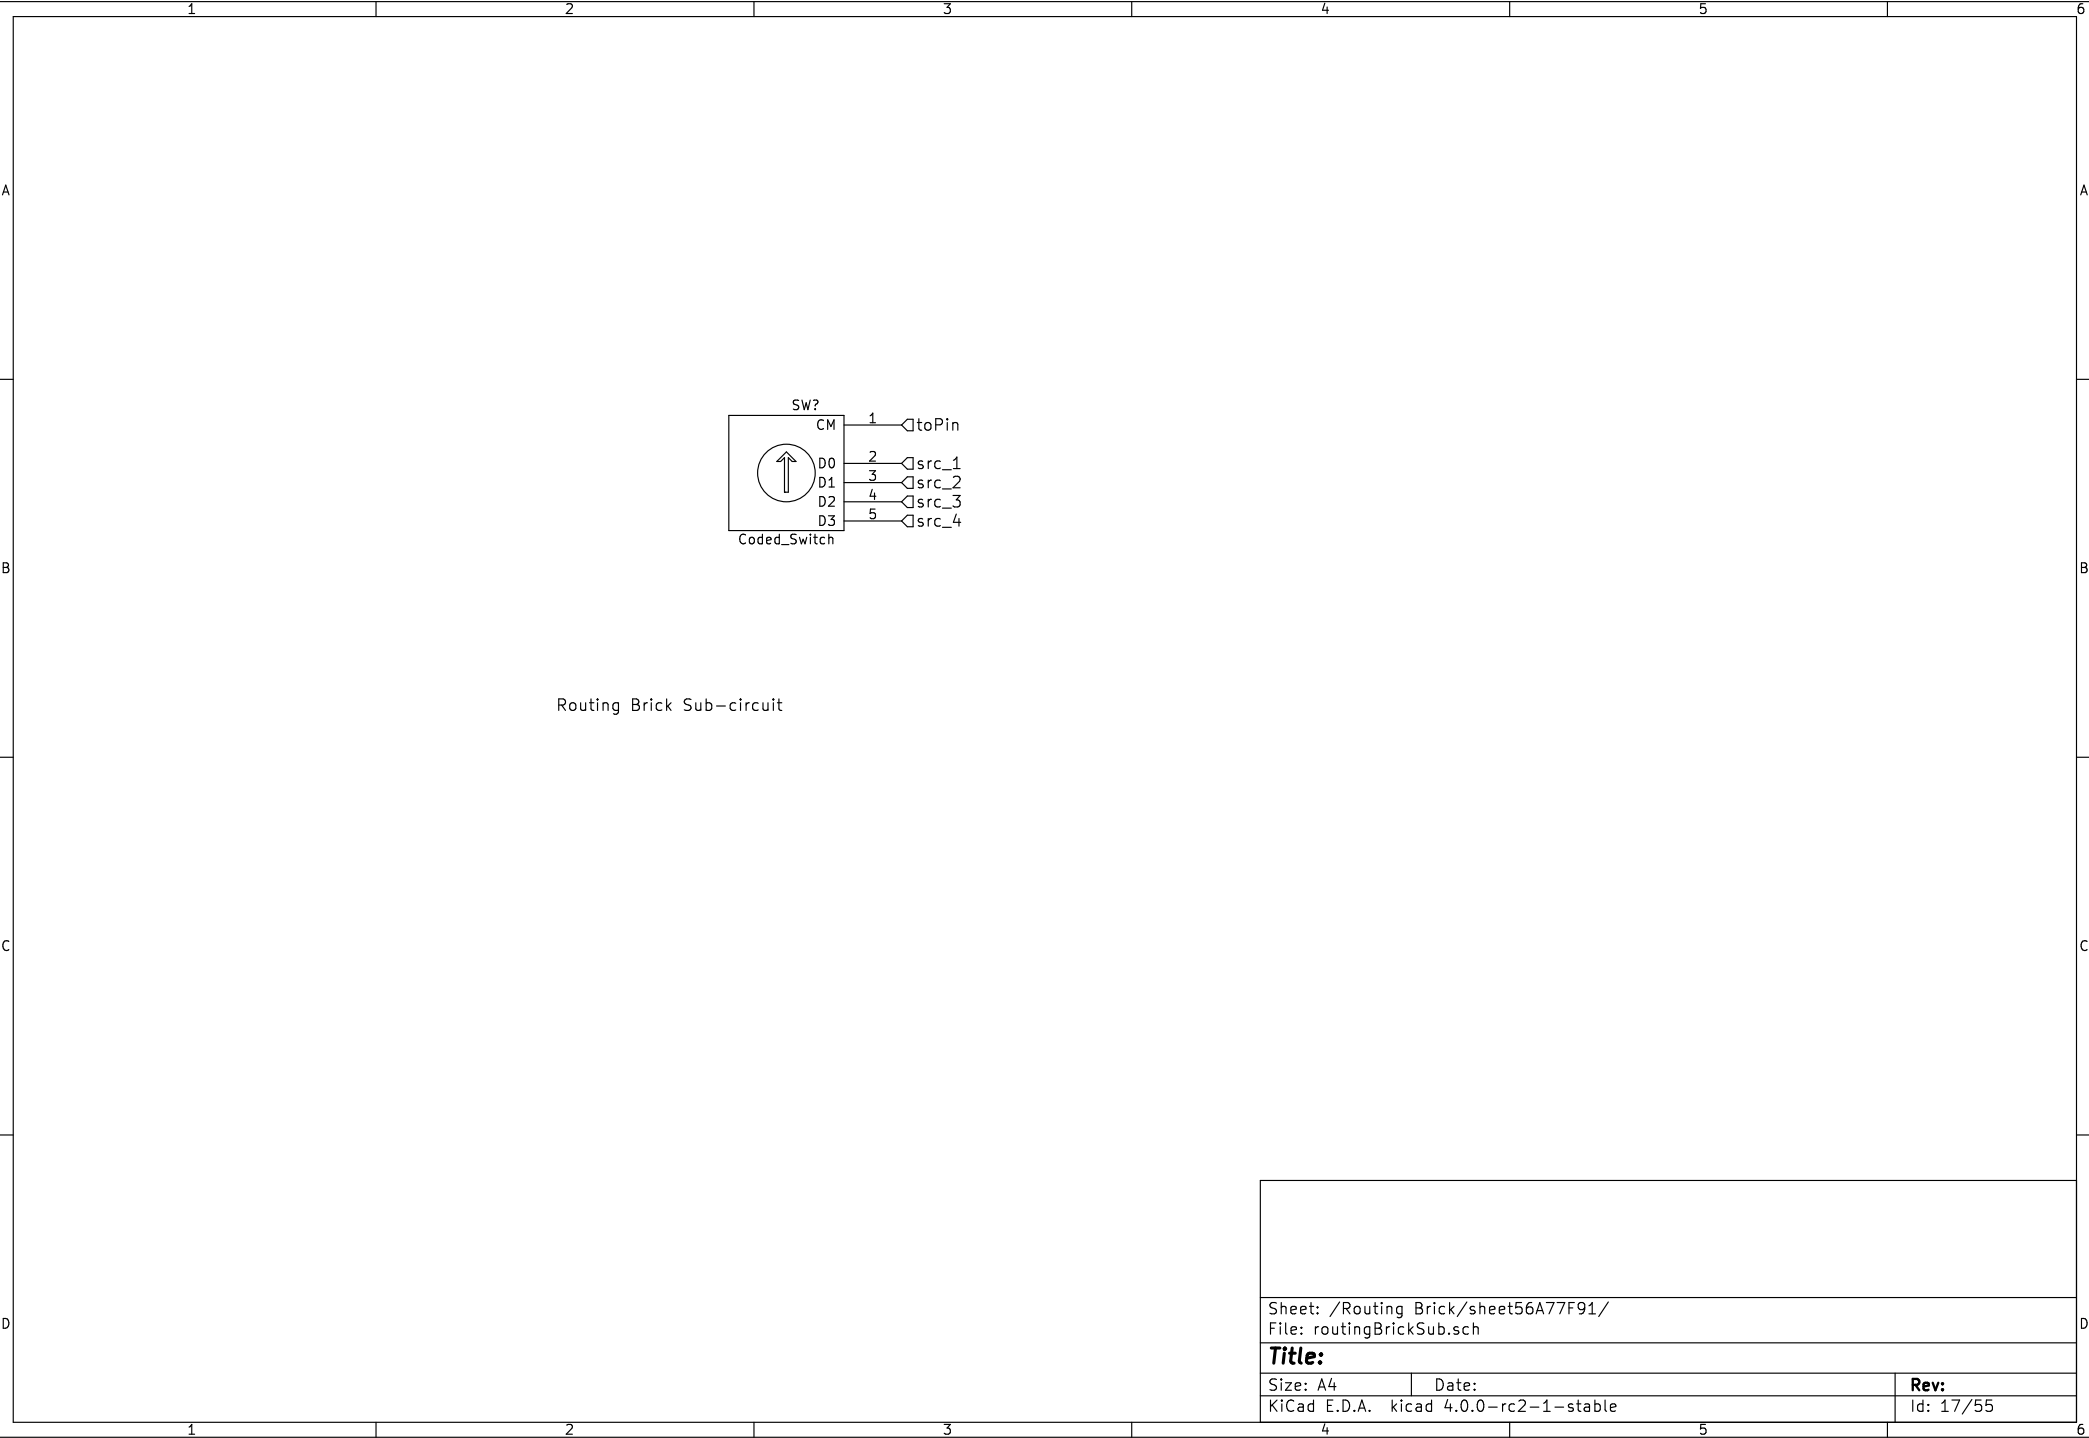 1 2 3 4 5 6
A A
SW?
CM 1 toPin
D0 2 src_1
D1 3 src_2
D2 4 src_3
D3 5 src_4
Coded_Switch
B B
Routing Brick Sub-circuit
C C
Sheet: /Routing Brick/sheet56A77F91/
D D
File: routingBrickSub.sch
Title:
Size: A4 Date: Rev:
KiCad E.D.A. kicad 4.0.0-rc2-1-stable Id: 17/55
1 2 3 4 5 6